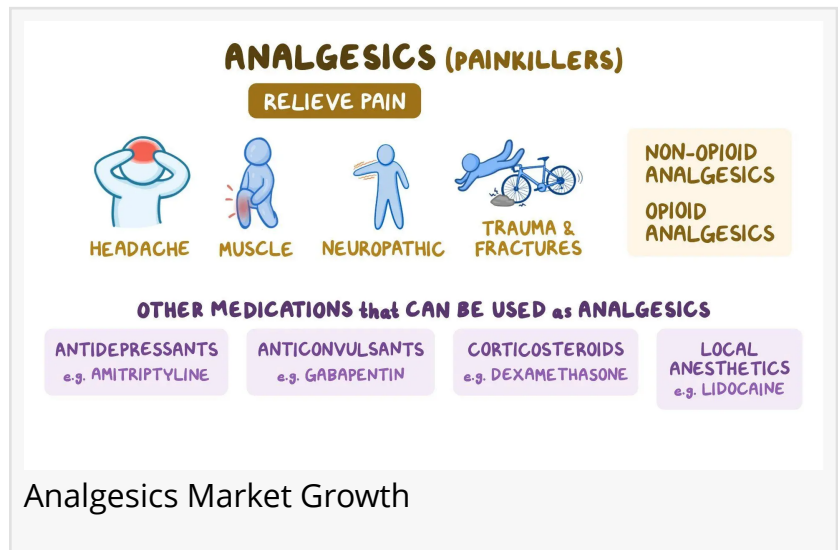 ANALGESICS (PAINKILLERS)
RELIEVE PAIN
HEADACHE
MUSCLE
NEUROPATHIC
TRAUMA &
FRACTURES
NON-OPIOID
ANALGESICS
OPIOID
ANALGESICS
OTHER MEDICATIONS that CAN BE USED as ANALGESICS
ANTIDEPRESSANTS
e.g. AMITRIPTYLINE
ANTICONVULSANTS
e.g. GABAPENTIN
CORTICOSTEROIDS
e.g. DEXAMETHASONE
LOCAL
ANESTHETICS
e.g. LIDOCAINE
Analgesics Market Growth